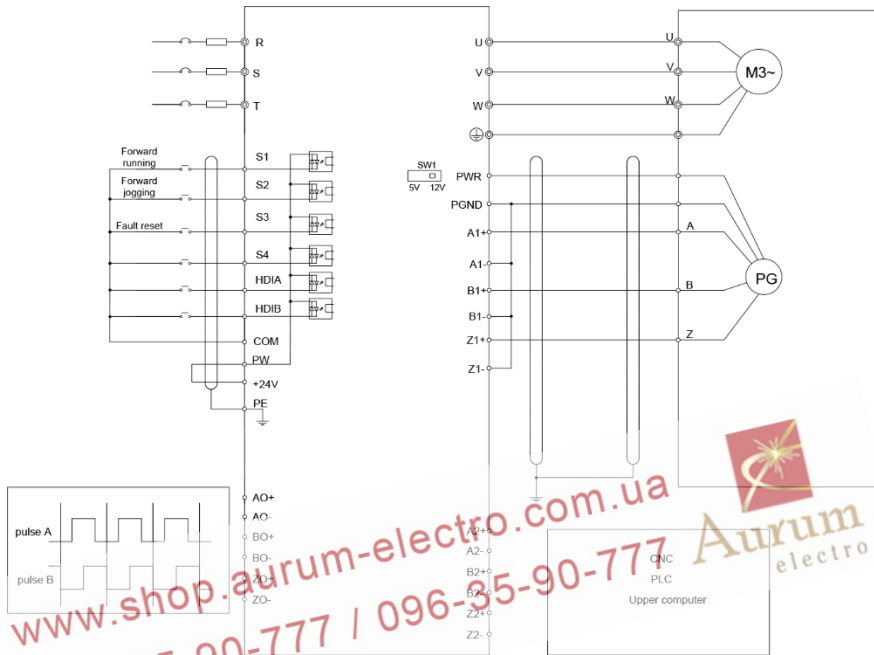 R
S
T
U
V
W
U
V
W
M3~
Forward
running
S1
Forward
jogging
S2
Fault reset
S3
S4
HDIA
HDIB
COM
PW
+24V
PE
SW1
5V 12V
PWR
PGND
A1+
A1-
B1+
B1-
Z1+
Z1-
A
B
Z
PG
pulse A
pulse B
AO+
AO-
BO+
BO-
ZO+
ZO-
A2+
A2-
B2+
B2-
Z2+
Z2-
CNC
PLC
Upper computer
Aurum
electro
www.shop.aurum-electro.com.ua
5-90-777 / 096-35-90-777